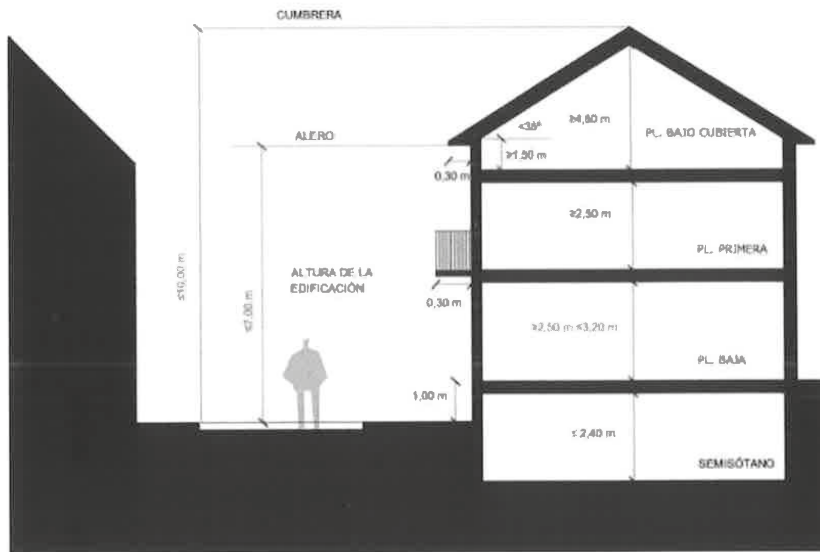 CUMBRERA
ALERO
<35º
≥4,60 m
PL. BAJO CUBIERTA
≥1,50 m
0,30 m
≥2,50 m
PL. PRIMERA
≤10,00 m
≤7,00 m
ALTURA DE LA
EDIFICACIÓN
0,30 m
≥2,50 m ≤3,20 m
PL. BAJA
1,00 m
≤ 2,40 m
SEMISÓTANO